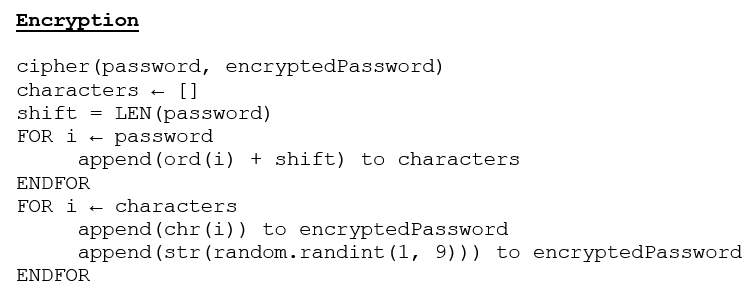 Encryption
cipher(password, encryptedPassword)
characters ← []
shift = LEN(password)
FOR i ← password
append(ord(i) + shift) to characters
ENDFOR
FOR i ← characters
append(chr(i)) to encryptedPassword
append(str(random.randint(1, 9))) to encryptedPassword
ENDFOR